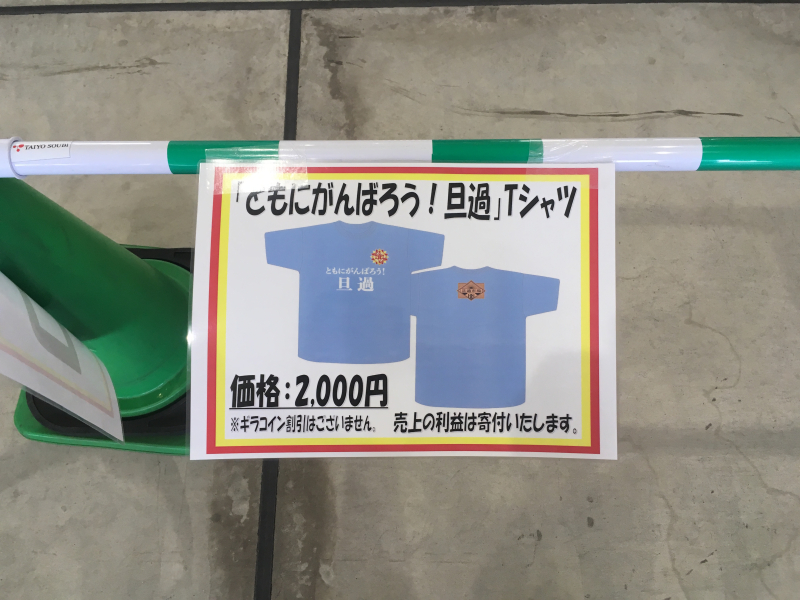 TAIYO SOUBI
「ともにがんばろう！旦過」Tシャツ
ともにがんばろう!
旦過
価格：2,000円
※ギラコイン割引はございません。 売上の利益は寄付いたします。